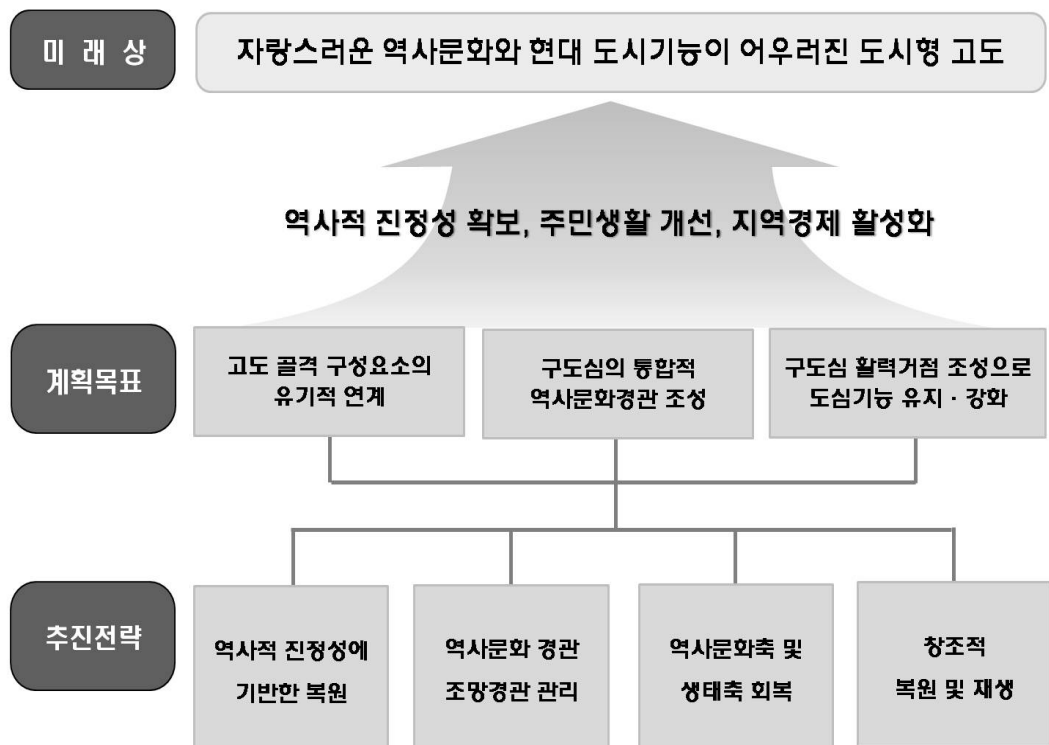 미 래 상
자랑스러운 역사문화와 현대 도시기능이 어우러진 도시형 고도
역사적 진정성 확보, 주민생활 개선, 지역경제 활성화
계획목표
고도 골격 구성요소의
유기적 연계
구도심의 통합적
역사문화경관 조성
구도심 활력거점 조성으로
도심기능 유지 · 강화
추진전략
역사적 진정성에
기반한 복원
역사문화 경관
조망경관 관리
역사문화축 및
생태축 회복
창조적
복원 및 재생